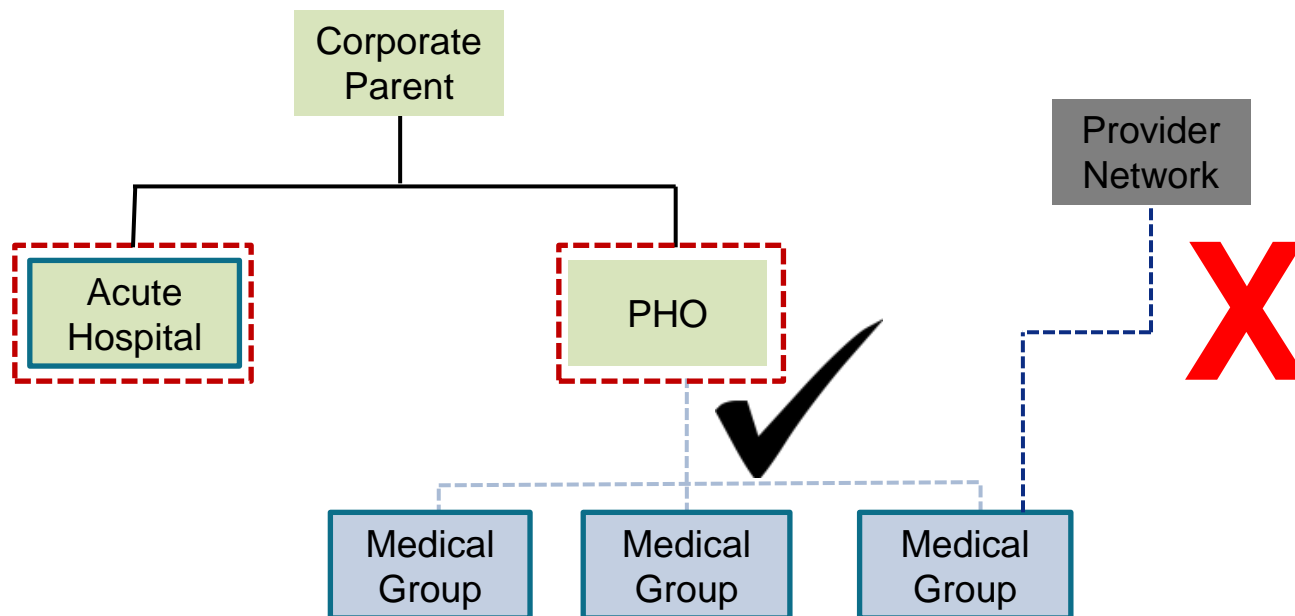 Corporate
Parent
Provider
Network
Acute
Hospital
PHO
X
Medical
Group
Medical
Group
Medical
Group